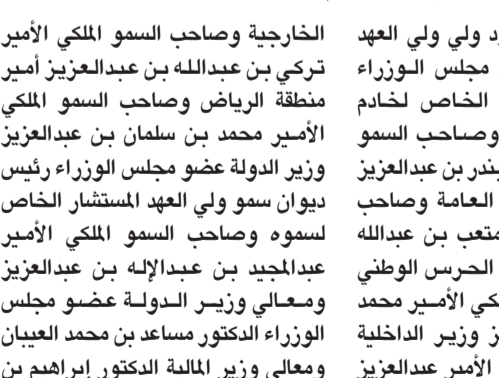 ود ولي ولي العهد
مجلس الوزراء
الخاص لخادم
وصاحب السمو
بندر بن عبدالعزيز
العامة وصاحب
متعب بن عبدالله
الحرس الوطني
كي الأمير محمد
ز وزير الداخلية
الأمير عبدالعزيز
الخارجية وصاحب السمو الملكي الأمير
تركي بن عبدالله بن عبدالعزيز أمير
منطقة الرياض وصاحب السمو الملكي
الأمير محمد بن سلمان بن عبدالعزيز
وزير الدولة عضو مجلس الوزراء رئيس
ديوان سمو ولي العهد المستشار الخاص
لسموه وصاحب السمو الملكي الأمير
عبدالمجيد بن عبدالإله بن عبدالعزيز
ومعالي وزير الدولة عضو مجلس
الوزراء الدكتور مساعد بن محمد العيبان
ومعالي وزير المالية الدكتور إبراهيم بن